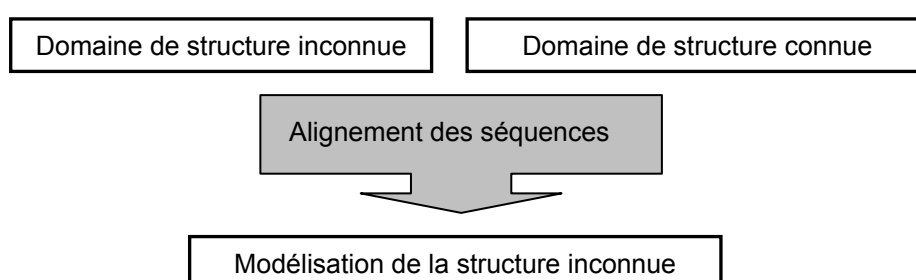 Domaine de structure inconnue
Domaine de structure connue
Alignement des séquences
Modélisation de la structure inconnue